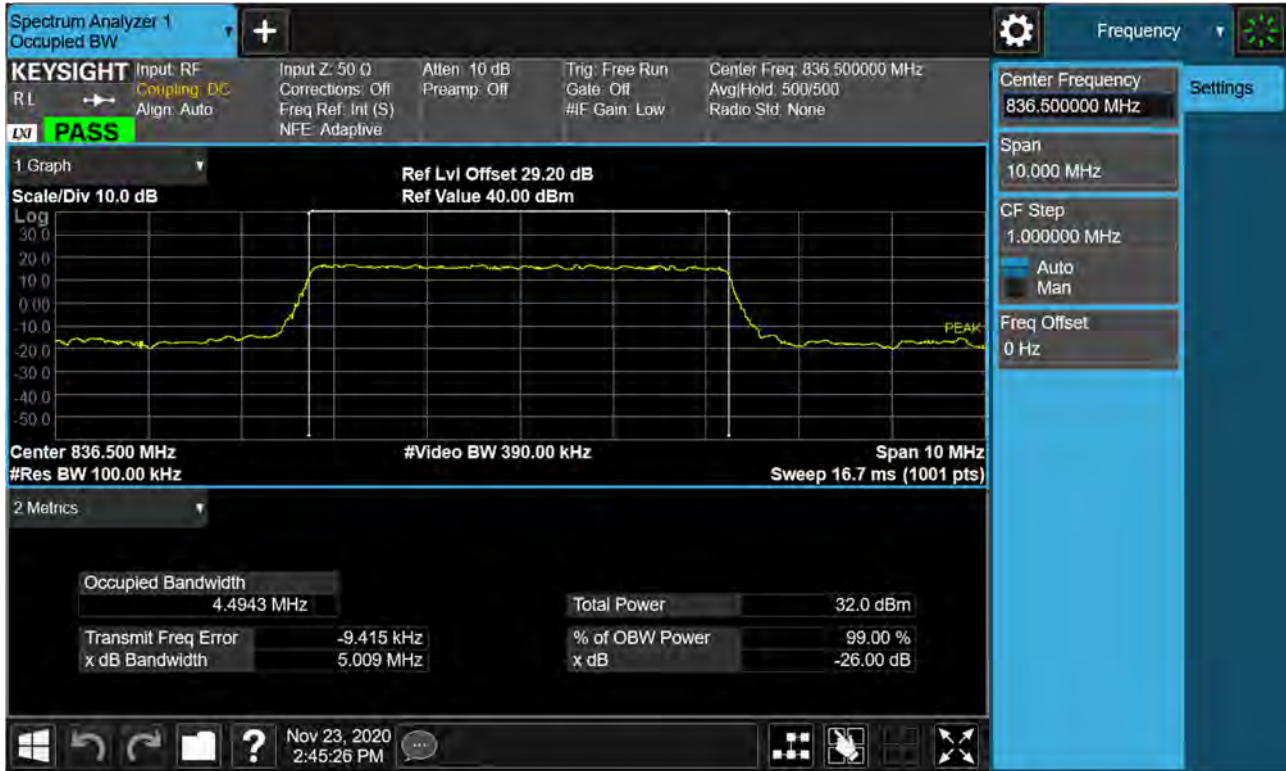 Spectrum Analyzer 1
Occupied BW
+
Frequency
KEYSIGHT
RL
LXI
PASS
Input: RF
Coupling: DC
Align: Auto
Input Z: 50 Ω
Corrections: Off
Freq Ref: Int (S)
NFE: Adaptive
Atten: 10 dB
Preamp: Off
Trig: Free Run
Gate: Off
#IF Gain: Low
Center Freq: 836.500000 MHz
Avg|Hold: 500/500
Radio Std: None
Center Frequency
836.500000 MHz
Settings
Span
10.000 MHz
CF Step
1.000000 MHz
Auto
Man
Freq Offset
0 Hz
1 Graph
Scale/Div 10.0 dB
Ref Lvl Offset 29.20 dB
Ref Value 40.00 dBm
Log
30.0
20.0
10.0
0.00
-10.0
-20.0
-30.0
-40.0
-50.0
PEAK
Center 836.500 MHz
#Video BW 390.00 kHz
Span 10 MHz
#Res BW 100.00 kHz
Sweep 16.7 ms (1001 pts)
2 Metrics
Occupied Bandwidth
4.4943 MHz
Total Power 32.0 dBm
Transmit Freq Error -9.415 kHz
% of OBW Power 99.00 %
x dB Bandwidth 5.009 MHz
x dB -26.00 dB
?
Nov 23, 2020
2:45:26 PM